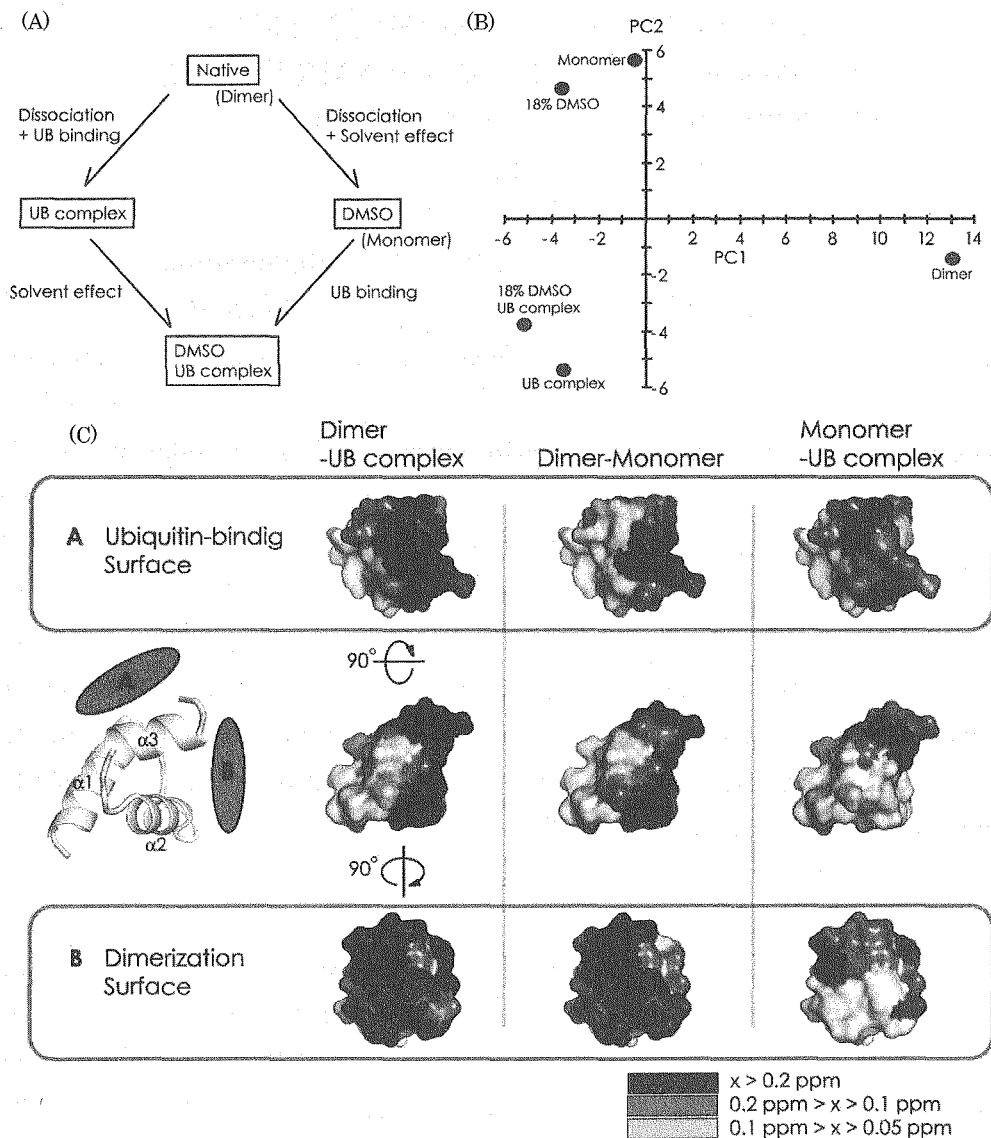 (A)
Native
(Dimer)
Dissociation
+ UB binding
Dissociation
+ Solvent effect
UB complex
DMSO
(Monomer)
Solvent effect
UB binding
DMSO
UB complex
(B)
PC2
Monomer
18% DMSO
6
4
2
-6 -4 -2 2 4 6 8 10 12 14
PC1
Dimer
-2
18% DMSO
UB complex
-4
UB complex
-6
(C)
Dimer
-UB complex
Dimer-Monomer
Monomer
-UB complex
A Ubiquitin-bindig
Surface
90°
A
α3
α1
B
α2
90°
B Dimerization
Surface
x > 0.2 ppm
0.2 ppm > x > 0.1 ppm
0.1 ppm > x > 0.05 ppm